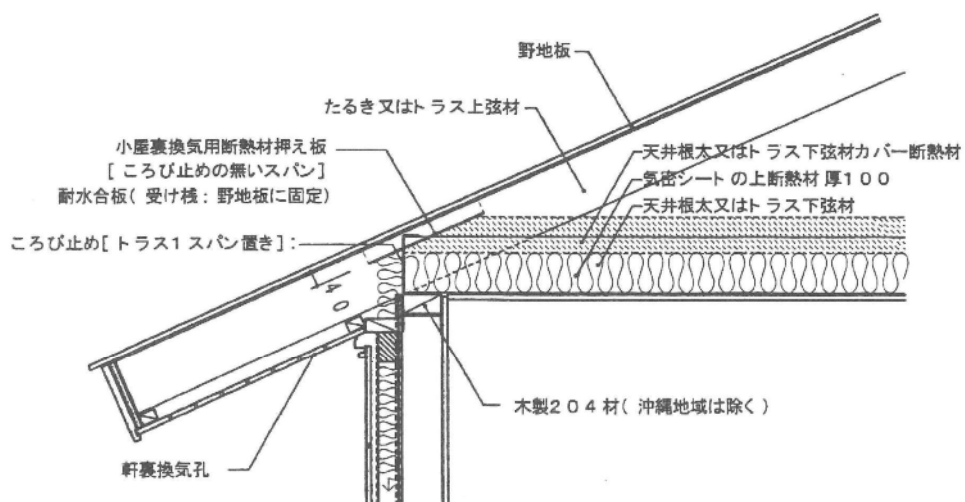 野地板
たるき又はトラス上弦材
小屋裏換気用断熱材押え板
[ ころび止めの無いスパン]
耐水合板( 受け桟: 野地板に固定)
天井根太又はトラス下弦材カバー断熱材
気密シートの上断熱材 厚100
天井根太又はトラス下弦材
ころび止め[ トラス1スパン置き]:
40
木製204材( 沖縄地域は除く)
軒裏換気孔